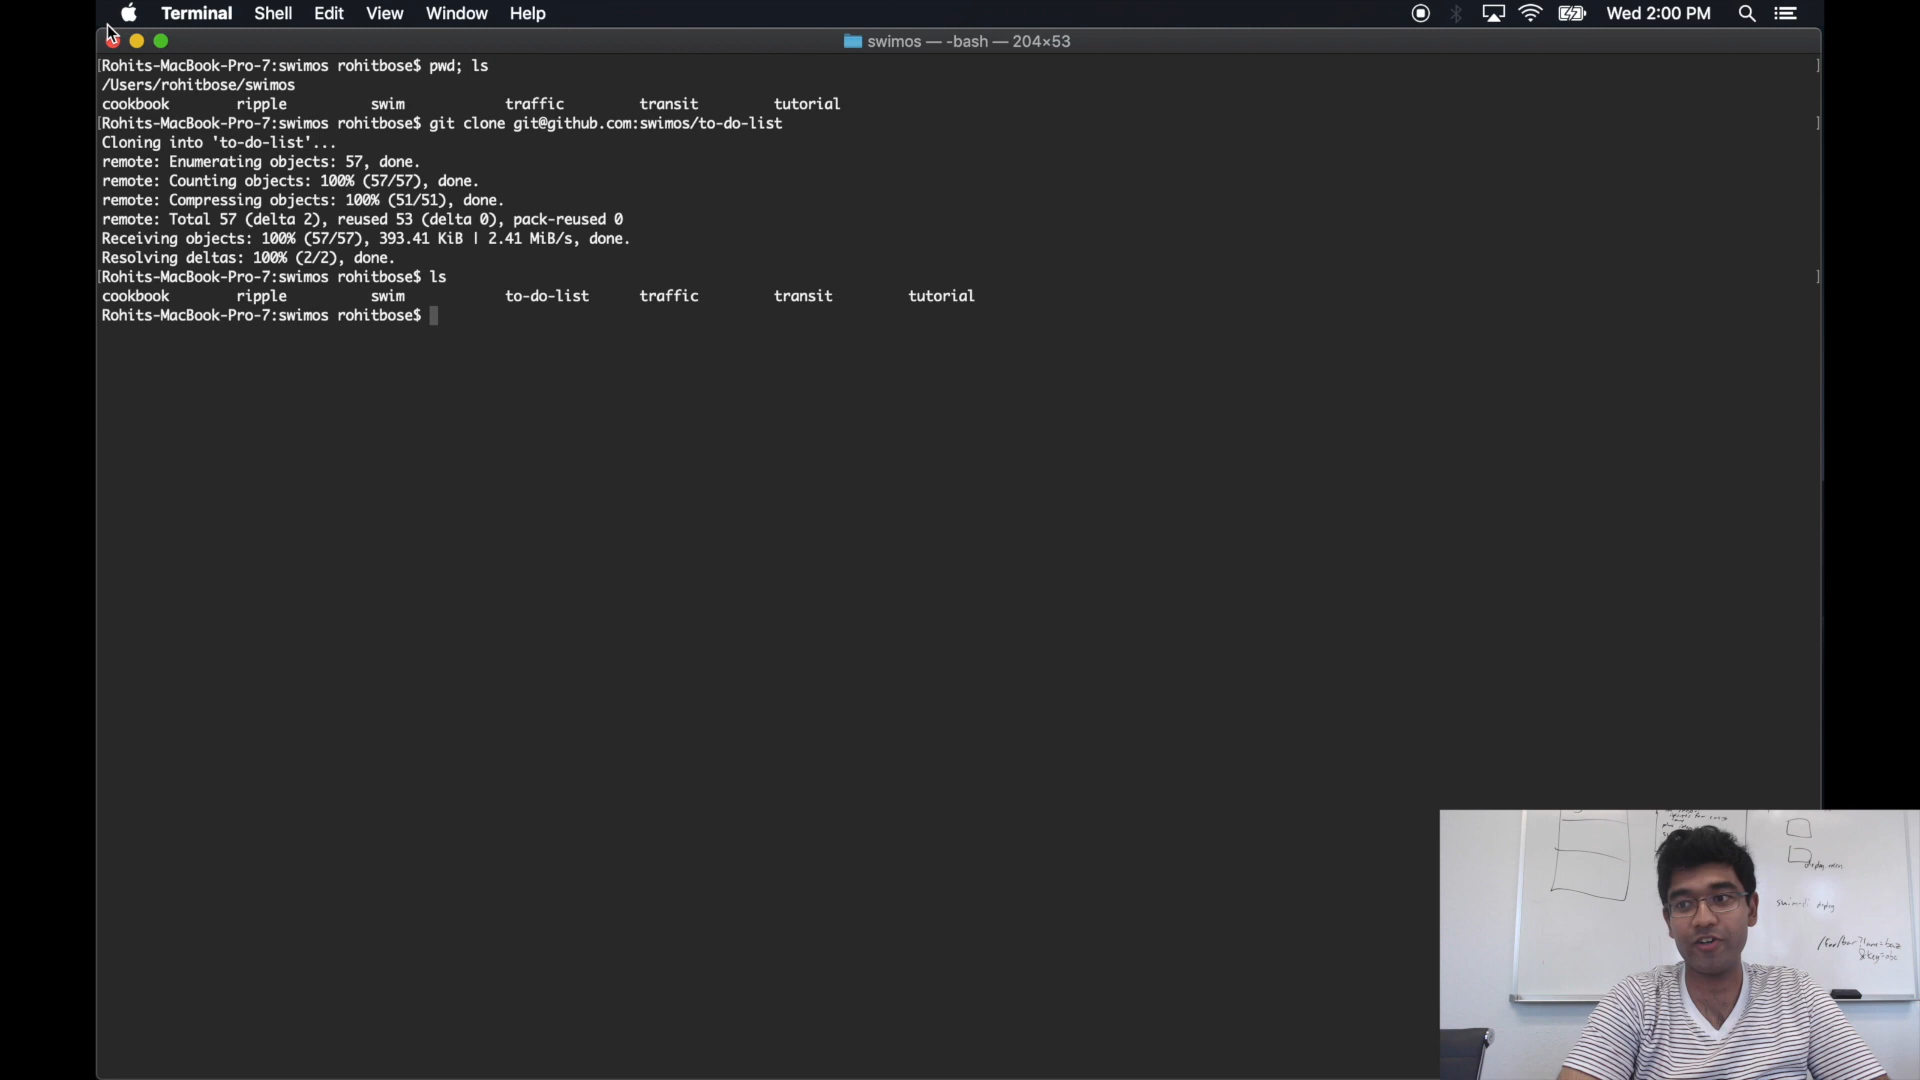 Terminal Shell Edit View Window Help Wed 2:00 PM
swimos — -bash — 204×53
[Rohits-MacBook-Pro-7:swimos rohitbose$ pwd; ls ]
/Users/rohitbose/swimos
cookbook ripple swim traffic transit tutorial
[Rohits-MacBook-Pro-7:swimos rohitbose$ git clone git@github.com:swimos/to-do-list ]
Cloning into 'to-do-list'...
remote: Enumerating objects: 57, done.
remote: Counting objects: 100% (57/57), done.
remote: Compressing objects: 100% (51/51), done.
remote: Total 57 (delta 2), reused 53 (delta 0), pack-reused 0
Receiving objects: 100% (57/57), 393.41 KiB | 2.41 MiB/s, done.
Resolving deltas: 100% (2/2), done.
[Rohits-MacBook-Pro-7:swimos rohitbose$ ls ]
cookbook ripple swim to-do-list traffic transit tutorial
Rohits-MacBook-Pro-7:swimos rohitbose$
&key=abc